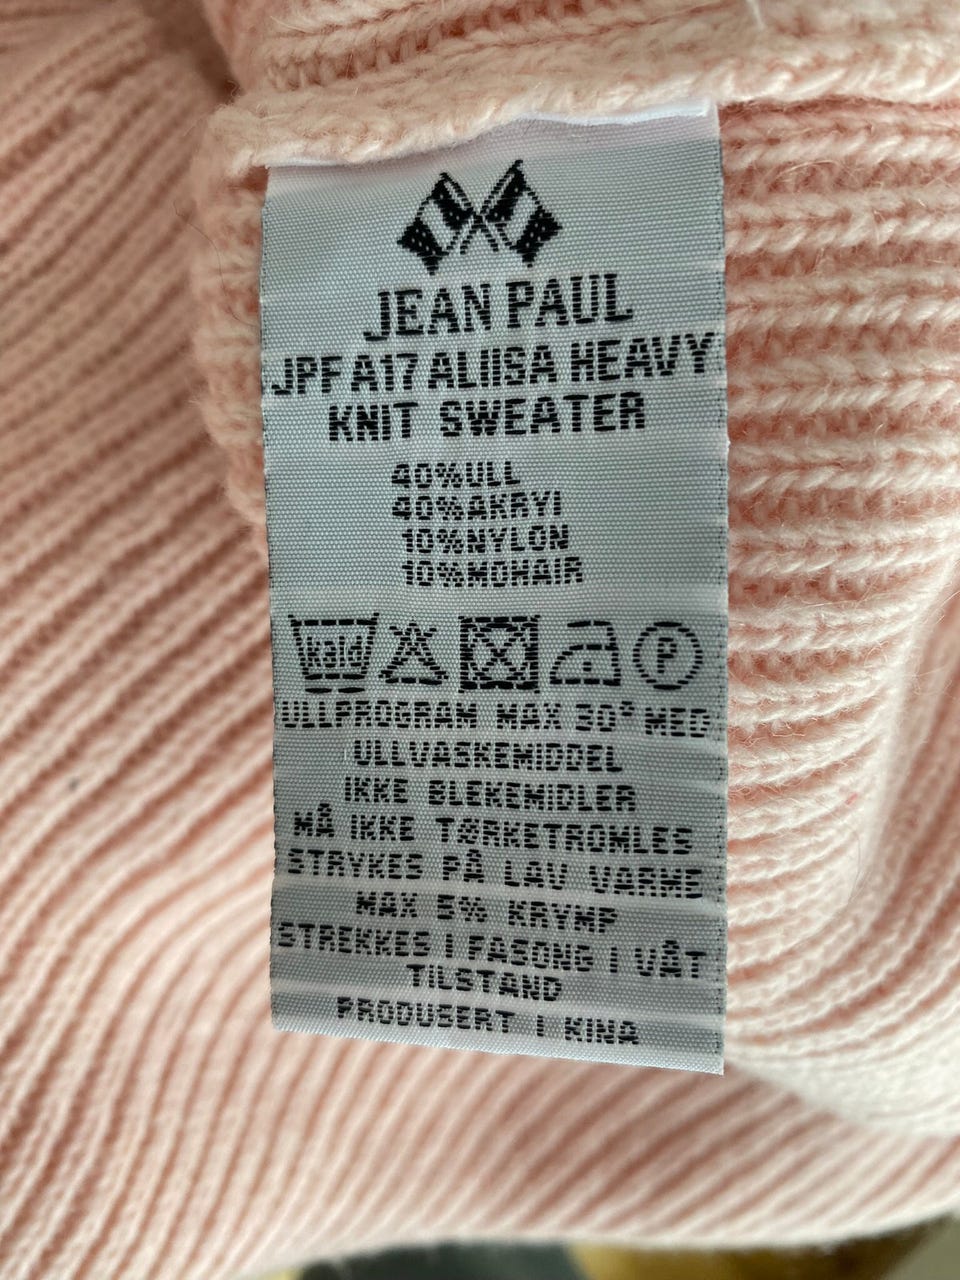 JEAN PAUL
JPF A17 ALIISA HEAVY
KNIT SWEATER
40%ULL
40%AKRYl
10%NYLON
10%MOHAIR
kald
P
ULLPROGRAM MAX 30° MED
ULLVASKEMIDDEL
IKKE BLEKEMIDLER
MÅ IKKE TØRKETROMLES
STRYKES PÅ LAV VARME
MAX 5% KRYMP
STREKKES I FASONG I VÅT
TILSTAND
PRODUSERT I KINA